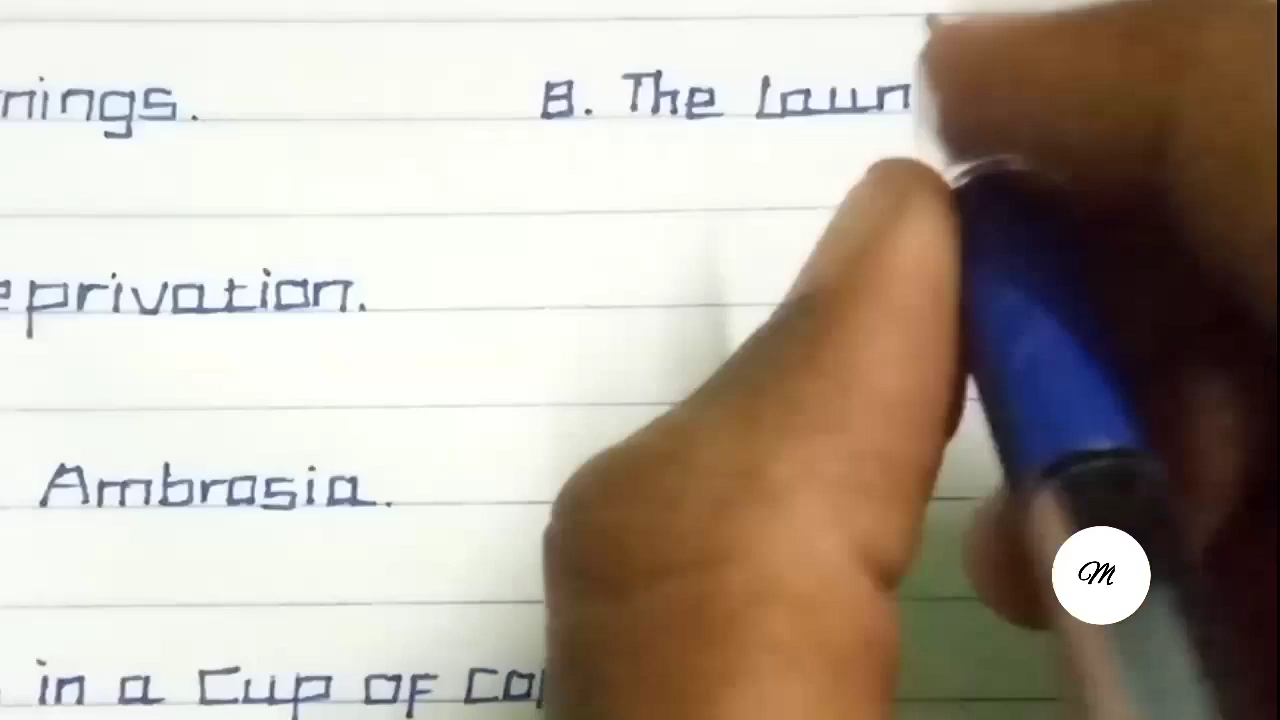 nings. B. The Laun
eprivation.
Ambrosia.
in a Cup of Co
M